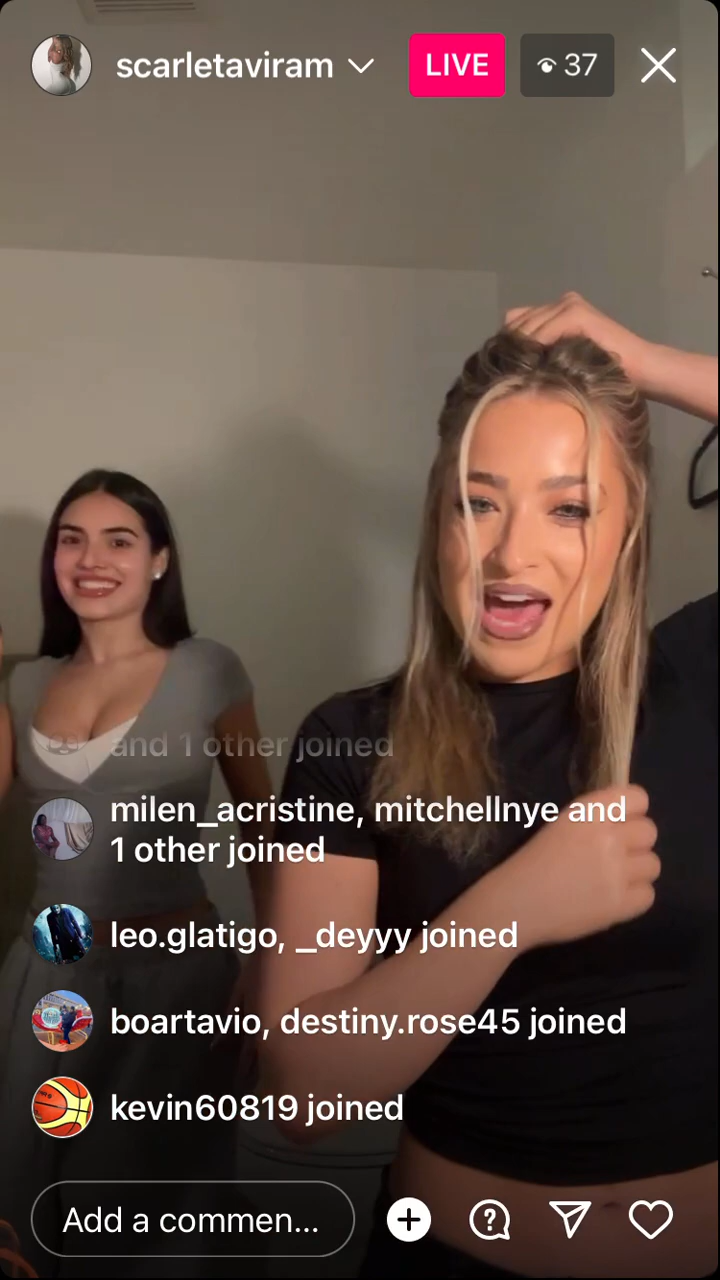 scarletaviram
LIVE
37
and 1 other joined
milen_acristine, mitchellnye and
1 other joined
leo.glatigo, _deyyy joined
boartavio, destiny.rose45 joined
kevin60819 joined
Add a commen...